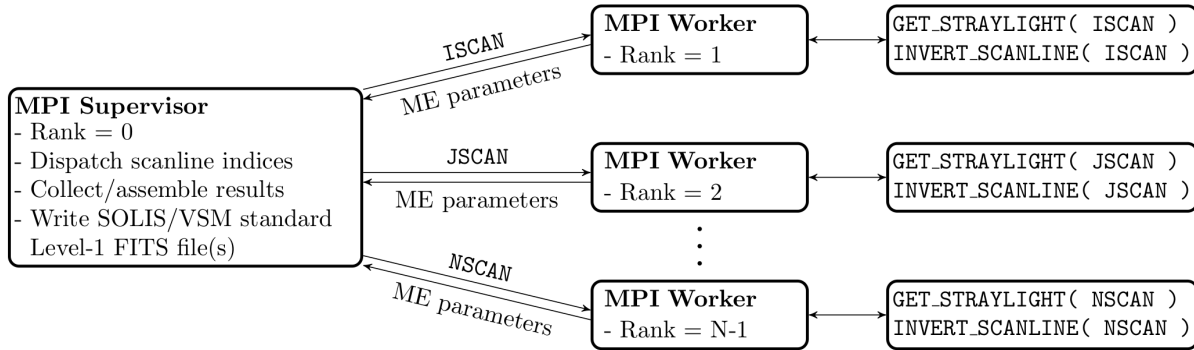 MPI Supervisor
- Rank = 0
- Dispatch scanline indices
- Collect/assemble results
- Write SOLIS/VSM standard
Level-1 FITS file(s)
ISCAN
ME parameters
MPI Worker
- Rank = 1
GET_STRAYLIGHT( ISCAN )
INVERT_SCANLINE( ISCAN )
JSCAN
ME parameters
MPI Worker
- Rank = 2
GET_STRAYLIGHT( JSCAN )
INVERT_SCANLINE( JSCAN )
NSCAN
ME parameters
MPI Worker
- Rank = N-1
GET_STRAYLIGHT( NSCAN )
INVERT_SCANLINE( NSCAN )